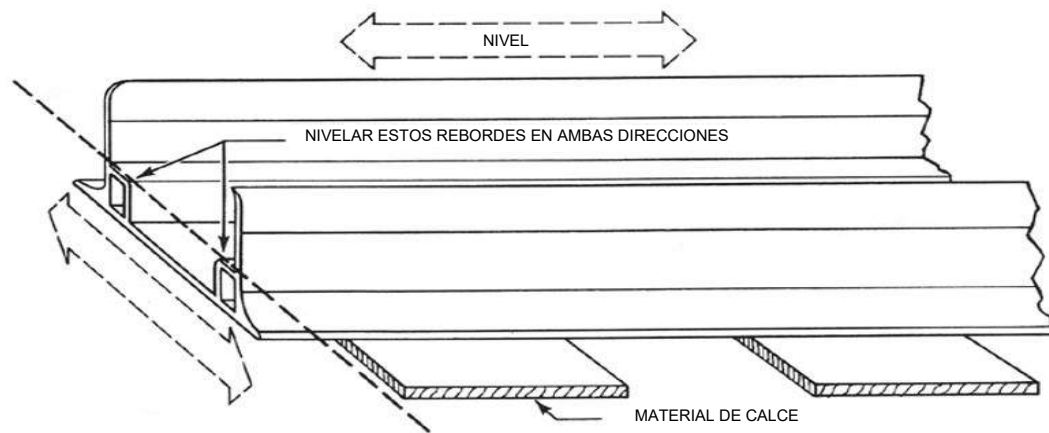 NIVEL
NIVELAR ESTOS REBORDES EN AMBAS DIRECCIONES
MATERIAL DE CALCE